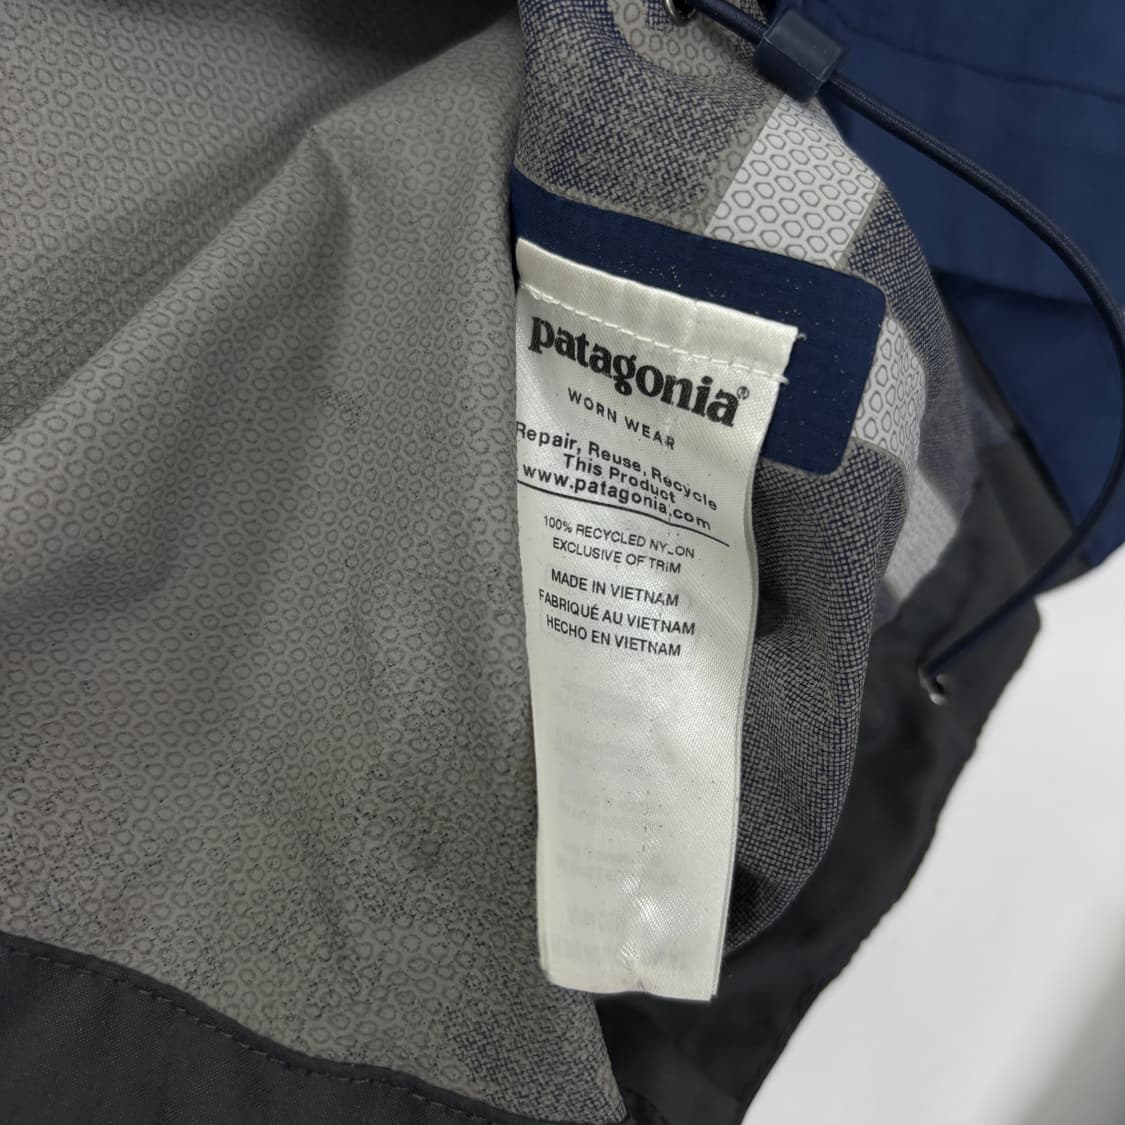 patagonia®
WORN WEAR
Repair, Reuse, Recycle
This Product
www.patagonia.com
100% RECYCLED NYLON
EXCLUSIVE OF TRIM
MADE IN VIETNAM
FABRIQUÉ AU VIETNAM
HECHO EN VIETNAM